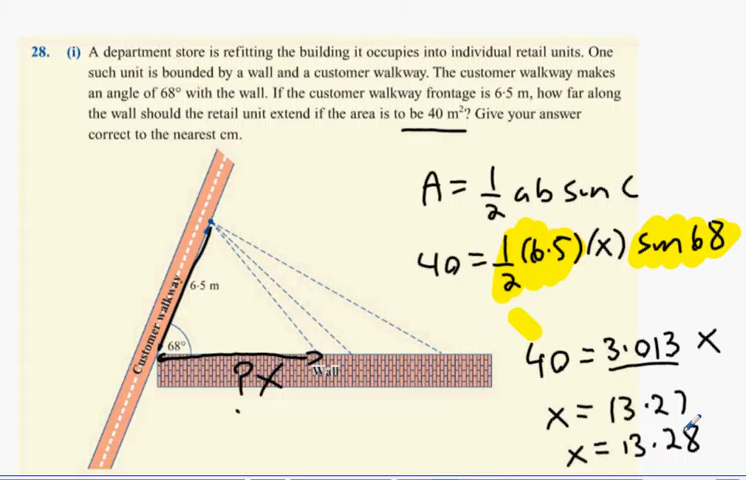 28. (i) A department store is refitting the building it occupies into individual retail units. One
such unit is bounded by a wall and a customer walkway. The customer walkway makes
an angle of 68° with the wall. If the customer walkway frontage is 6·5 m, how far along
the wall should the retail unit extend if the area is to be 40 m²? Give your answer
correct to the nearest cm.
A = 1/2 ab sin C
40 = 1/2 (6.5)(x) sin 68
6·5 m
Customer walkway
68°
40 = 3.013 x
? x
Wall
x = 13.27
x = 13.28